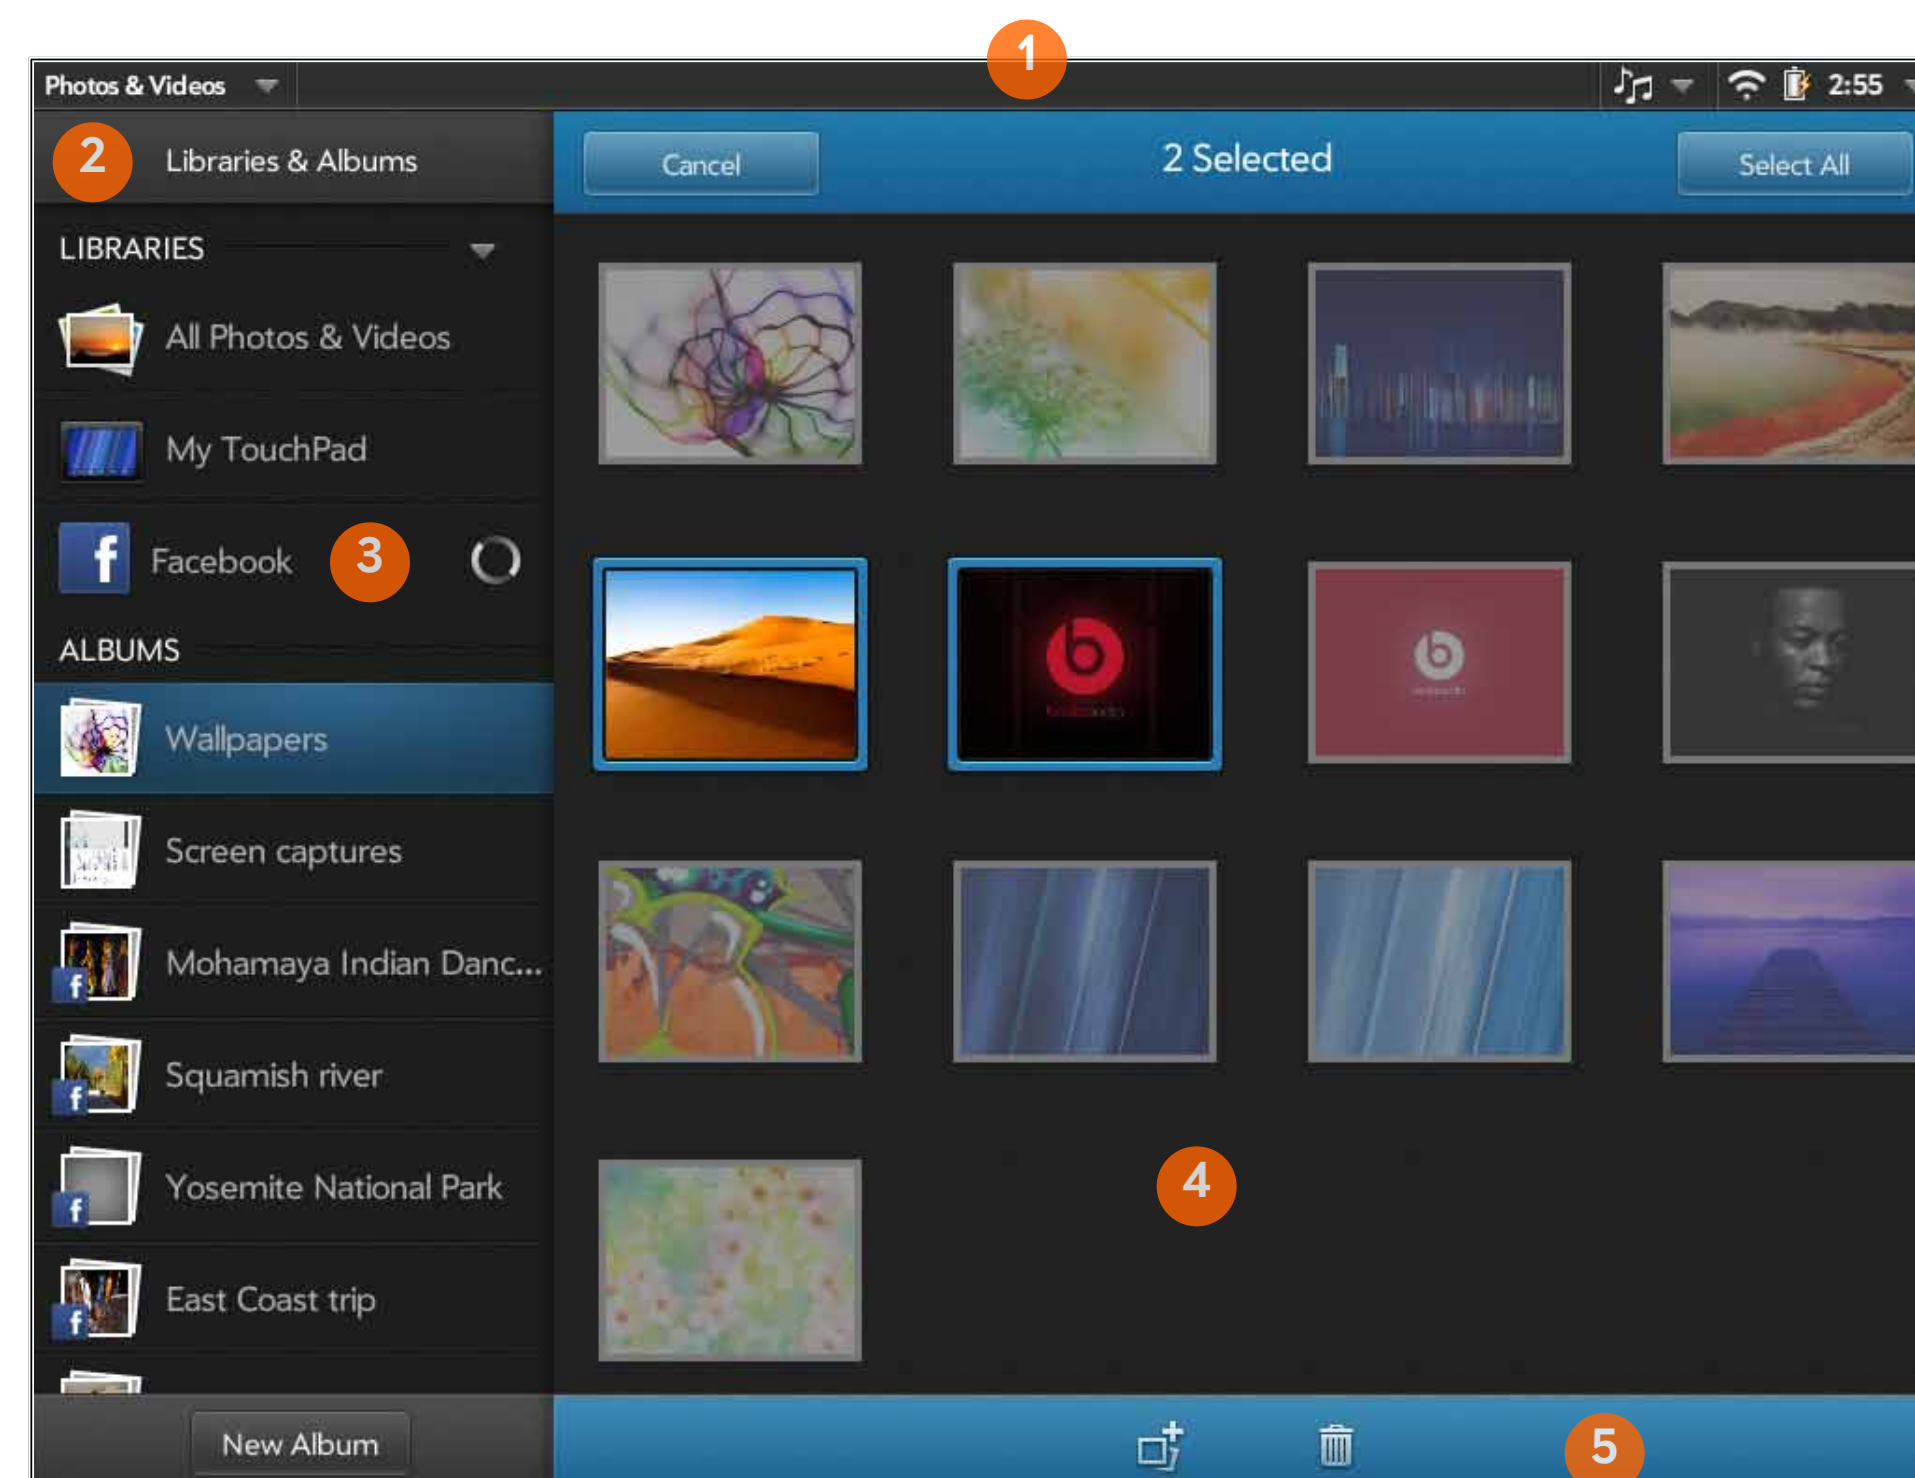 1
Photos & Videos
2:55
2
Libraries & Albums
Cancel
2 Selected
Select All
LIBRARIES
All Photos & Videos
My TouchPad
f
Facebook
3
ALBUMS
Wallpapers
Screen captures
Mohamaya Indian Danc...
f
Squamish river
f
Yosemite National Park
f
East Coast trip
f
4
New Album
5